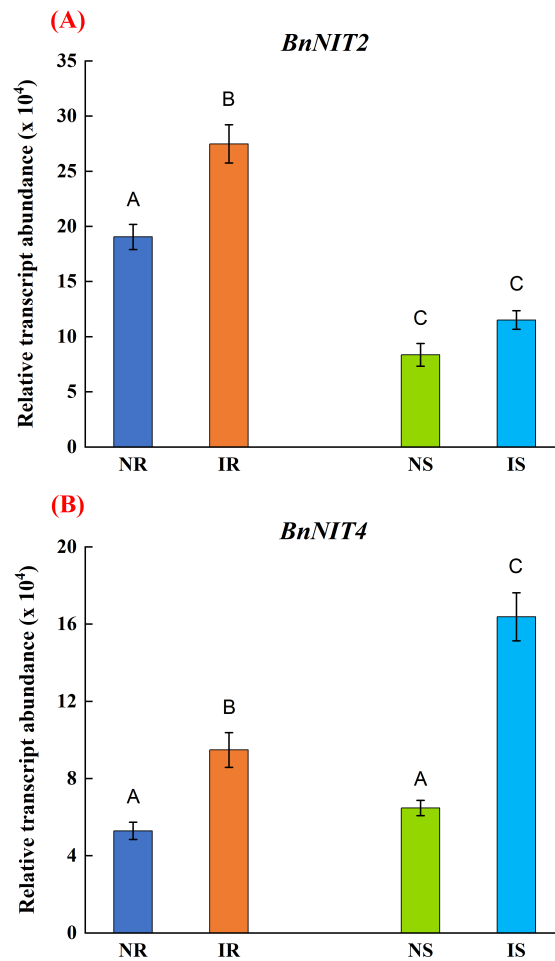 (A)
BnNIT2
Relative transcript abundance (x 10⁴)
35
30
25
20
15
10
5
0
A
B
C
C
NR IR NS IS
(B)
BnNIT4
Relative transcript abundance (x 10⁴)
20
16
12
8
4
0
A
B
A
C
NR IR NS IS